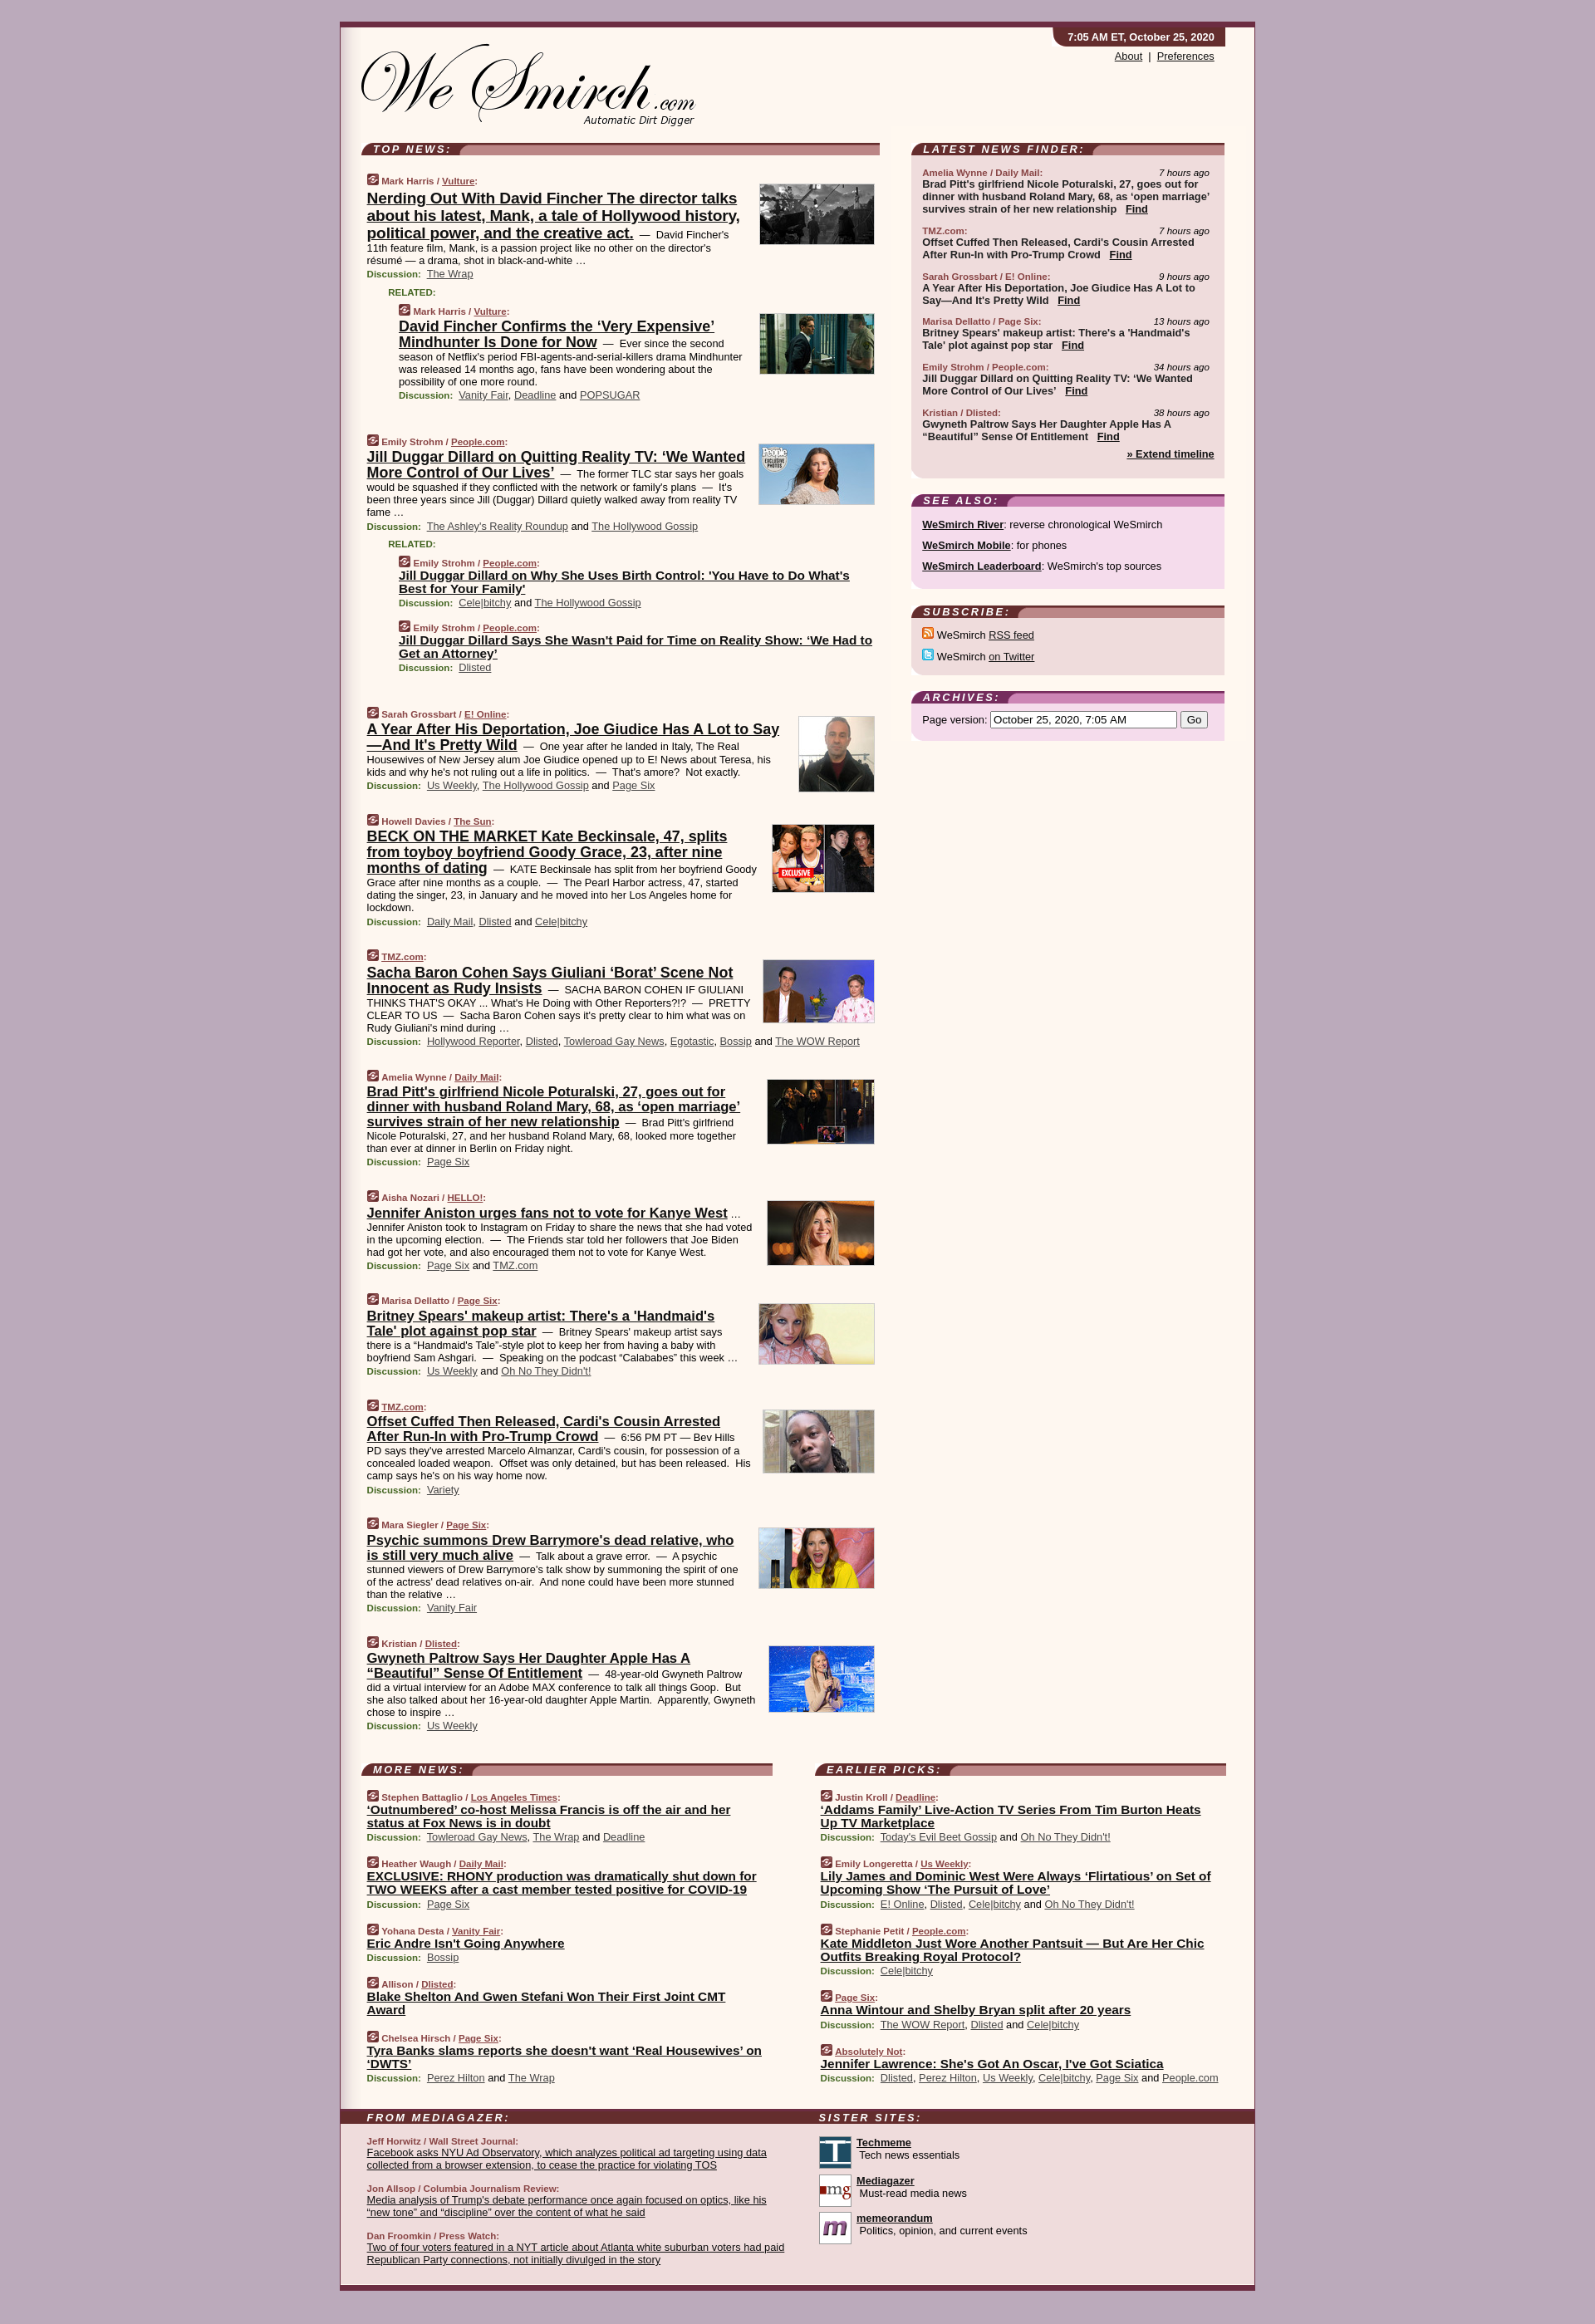 7:05 AM ET, October 25, 2020
About | Preferences
We Smirch .com
Automatic Dirt Digger
TOP NEWS:
Mark Harris / Vulture:
Nerding Out With David Fincher The director talks
about his latest, Mank, a tale of Hollywood history,
political power, and the creative act. — David Fincher's
11th feature film, Mank, is a passion project like no other on the director's
résumé — a drama, shot in black-and-white …
Discussion: The Wrap
RELATED:
Mark Harris / Vulture:
David Fincher Confirms the ‘Very Expensive’
Mindhunter Is Done for Now — Ever since the second
season of Netflix's period FBI-agents-and-serial-killers drama Mindhunter
was released 14 months ago, fans have been wondering about the
possibility of one more round.
Discussion: Vanity Fair, Deadline and POPSUGAR
Emily Strohm / People.com:
Jill Duggar Dillard on Quitting Reality TV: ‘We Wanted
More Control of Our Lives’ — The former TLC star says her goals
would be squashed if they conflicted with the network or family's plans — It's
been three years since Jill (Duggar) Dillard quietly walked away from reality TV
fame …
Discussion: The Ashley's Reality Roundup and The Hollywood Gossip
People
EXCLUSIVE
PHOTOS
RELATED:
Emily Strohm / People.com:
Jill Duggar Dillard on Why She Uses Birth Control: 'You Have to Do What's
Best for Your Family'
Discussion: Cele|bitchy and The Hollywood Gossip
Emily Strohm / People.com:
Jill Duggar Dillard Says She Wasn't Paid for Time on Reality Show: ‘We Had to
Get an Attorney’
Discussion: Dlisted
Sarah Grossbart / E! Online:
A Year After His Deportation, Joe Giudice Has A Lot to Say
—And It's Pretty Wild — One year after he landed in Italy, The Real
Housewives of New Jersey alum Joe Giudice opened up to E! News about Teresa, his
kids and why he's not ruling out a life in politics. — That's amore? Not exactly.
Discussion: Us Weekly, The Hollywood Gossip and Page Six
Howell Davies / The Sun:
BECK ON THE MARKET Kate Beckinsale, 47, splits
from toyboy boyfriend Goody Grace, 23, after nine
months of dating — KATE Beckinsale has split from her boyfriend Goody
Grace after nine months as a couple. — The Pearl Harbor actress, 47, started
dating the singer, 23, in January and he moved into her Los Angeles home for
lockdown.
Discussion: Daily Mail, Dlisted and Cele|bitchy
EXCLUSIVE
TMZ.com:
Sacha Baron Cohen Says Giuliani ‘Borat’ Scene Not
Innocent as Rudy Insists — SACHA BARON COHEN IF GIULIANI
THINKS THAT'S OKAY ... What's He Doing with Other Reporters?!? — PRETTY
CLEAR TO US — Sacha Baron Cohen says it's pretty clear to him what was on
Rudy Giuliani's mind during …
Discussion: Hollywood Reporter, Dlisted, Towleroad Gay News, Egotastic, Bossip and The WOW Report
Amelia Wynne / Daily Mail:
Brad Pitt's girlfriend Nicole Poturalski, 27, goes out for
dinner with husband Roland Mary, 68, as ‘open marriage’
survives strain of her new relationship — Brad Pitt's girlfriend
Nicole Poturalski, 27, and her husband Roland Mary, 68, looked more together
than ever at dinner in Berlin on Friday night.
Discussion: Page Six
Aisha Nozari / HELLO!:
Jennifer Aniston urges fans not to vote for Kanye West …
Jennifer Aniston took to Instagram on Friday to share the news that she had voted
in the upcoming election. — The Friends star told her followers that Joe Biden
had got her vote, and also encouraged them not to vote for Kanye West.
Discussion: Page Six and TMZ.com
Marisa Dellatto / Page Six:
Britney Spears' makeup artist: There's a 'Handmaid's
Tale' plot against pop star — Britney Spears' makeup artist says
there is a “Handmaid's Tale”-style plot to keep her from having a baby with
boyfriend Sam Ashgari. — Speaking on the podcast “Calababes” this week …
Discussion: Us Weekly and Oh No They Didn't!
TMZ.com:
Offset Cuffed Then Released, Cardi's Cousin Arrested
After Run-In with Pro-Trump Crowd — 6:56 PM PT — Bev Hills
PD says they've arrested Marcelo Almanzar, Cardi's cousin, for possession of a
concealed loaded weapon. Offset was only detained, but has been released. His
camp says he's on his way home now.
Discussion: Variety
Mara Siegler / Page Six:
Psychic summons Drew Barrymore's dead relative, who
is still very much alive — Talk about a grave error. — A psychic
stunned viewers of Drew Barrymore's talk show by summoning the spirit of one
of the actress' dead relatives on-air. And none could have been more stunned
than the relative …
Discussion: Vanity Fair
Kristian / Dlisted:
Gwyneth Paltrow Says Her Daughter Apple Has A
“Beautiful” Sense Of Entitlement — 48-year-old Gwyneth Paltrow
did a virtual interview for an Adobe MAX conference to talk all things Goop. But
she also talked about her 16-year-old daughter Apple Martin. Apparently, Gwyneth
chose to inspire …
Discussion: Us Weekly
LATEST NEWS FINDER:
Amelia Wynne / Daily Mail: 7 hours ago
Brad Pitt's girlfriend Nicole Poturalski, 27, goes out for
dinner with husband Roland Mary, 68, as ‘open marriage’
survives strain of her new relationship Find
TMZ.com: 7 hours ago
Offset Cuffed Then Released, Cardi's Cousin Arrested
After Run-In with Pro-Trump Crowd Find
Sarah Grossbart / E! Online: 9 hours ago
A Year After His Deportation, Joe Giudice Has A Lot to
Say—And It's Pretty Wild Find
Marisa Dellatto / Page Six: 13 hours ago
Britney Spears' makeup artist: There's a 'Handmaid's
Tale' plot against pop star Find
Emily Strohm / People.com: 34 hours ago
Jill Duggar Dillard on Quitting Reality TV: ‘We Wanted
More Control of Our Lives’ Find
Kristian / Dlisted: 38 hours ago
Gwyneth Paltrow Says Her Daughter Apple Has A
“Beautiful” Sense Of Entitlement Find
» Extend timeline
SEE ALSO:
WeSmirch River: reverse chronological WeSmirch
WeSmirch Mobile: for phones
WeSmirch Leaderboard: WeSmirch's top sources
SUBSCRIBE:
WeSmirch RSS feed
WeSmirch on Twitter
ARCHIVES:
Page version: October 25, 2020, 7:05 AM Go
MORE NEWS:
Stephen Battaglio / Los Angeles Times:
‘Outnumbered’ co-host Melissa Francis is off the air and her
status at Fox News is in doubt
Discussion: Towleroad Gay News, The Wrap and Deadline
Heather Waugh / Daily Mail:
EXCLUSIVE: RHONY production was dramatically shut down for
TWO WEEKS after a cast member tested positive for COVID-19
Discussion: Page Six
Yohana Desta / Vanity Fair:
Eric Andre Isn't Going Anywhere
Discussion: Bossip
Allison / Dlisted:
Blake Shelton And Gwen Stefani Won Their First Joint CMT
Award
Chelsea Hirsch / Page Six:
Tyra Banks slams reports she doesn't want ‘Real Housewives’ on
‘DWTS’
Discussion: Perez Hilton and The Wrap
EARLIER PICKS:
Justin Kroll / Deadline:
‘Addams Family’ Live-Action TV Series From Tim Burton Heats
Up TV Marketplace
Discussion: Today's Evil Beet Gossip and Oh No They Didn't!
Emily Longeretta / Us Weekly:
Lily James and Dominic West Were Always ‘Flirtatious’ on Set of
Upcoming Show ‘The Pursuit of Love’
Discussion: E! Online, Dlisted, Cele|bitchy and Oh No They Didn't!
Stephanie Petit / People.com:
Kate Middleton Just Wore Another Pantsuit — But Are Her Chic
Outfits Breaking Royal Protocol?
Discussion: Cele|bitchy
Page Six:
Anna Wintour and Shelby Bryan split after 20 years
Discussion: The WOW Report, Dlisted and Cele|bitchy
Absolutely Not:
Jennifer Lawrence: She's Got An Oscar, I've Got Sciatica
Discussion: Dlisted, Perez Hilton, Us Weekly, Cele|bitchy, Page Six and People.com
FROM MEDIAGAZER:
Jeff Horwitz / Wall Street Journal:
Facebook asks NYU Ad Observatory, which analyzes political ad targeting using data
collected from a browser extension, to cease the practice for violating TOS
Jon Allsop / Columbia Journalism Review:
Media analysis of Trump's debate performance once again focused on optics, like his
“new tone” and “discipline” over the content of what he said
Dan Froomkin / Press Watch:
Two of four voters featured in a NYT article about Atlanta white suburban voters had paid
Republican Party connections, not initially divulged in the story
SISTER SITES:
T
Techmeme
Tech news essentials
mg
Mediagazer
Must-read media news
m
memeorandum
Politics, opinion, and current events